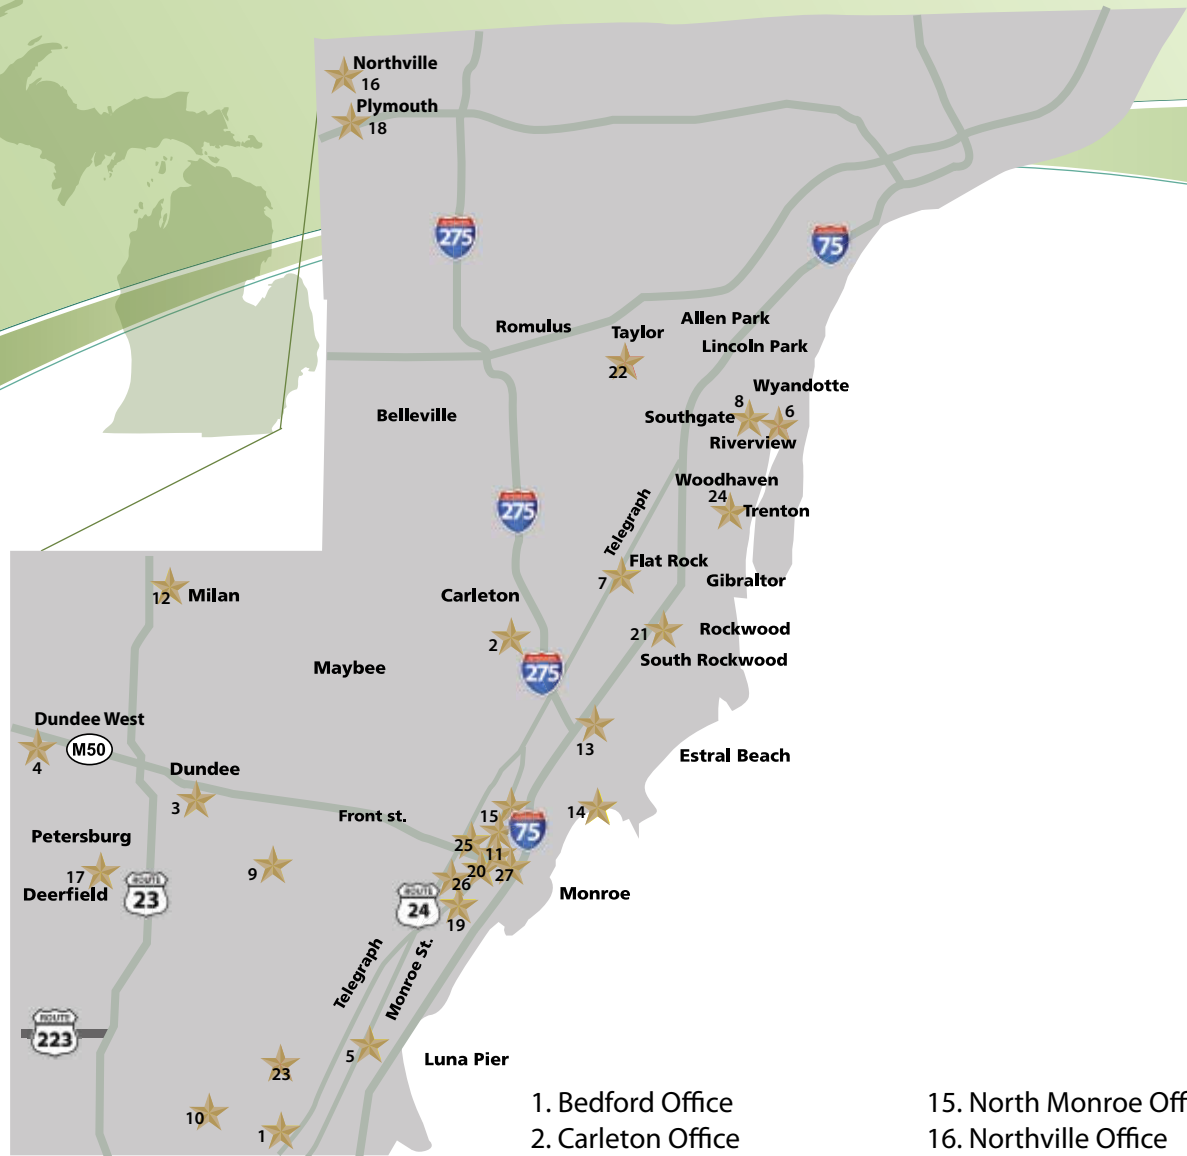 Northville
16
Plymouth
18
275
75
Allen Park
Romulus
Taylor
Lincoln Park
22
Wyandotte
8
6
Belleville
Southgate
Riverview
Woodhaven
24
Trenton
275
Telegraph
Flat Rock
7
Gibraltor
12
Milan
Carleton
2
21
Rockwood
South Rockwood
Maybee
275
Dundee West
M50
4
13
Estral Beach
Dundee
3
Front st.
15
14
75
Petersburg
25
11
17
9
20
27
26
Deerfield
ROUTE
23
ROUTE
24
Monroe
19
Telegraph
Monroe St.
ROUTE
223
5
Luna Pier
23
10
1
1. Bedford Office
2. Carleton Office
15. North Monroe Off
16. Northville Office